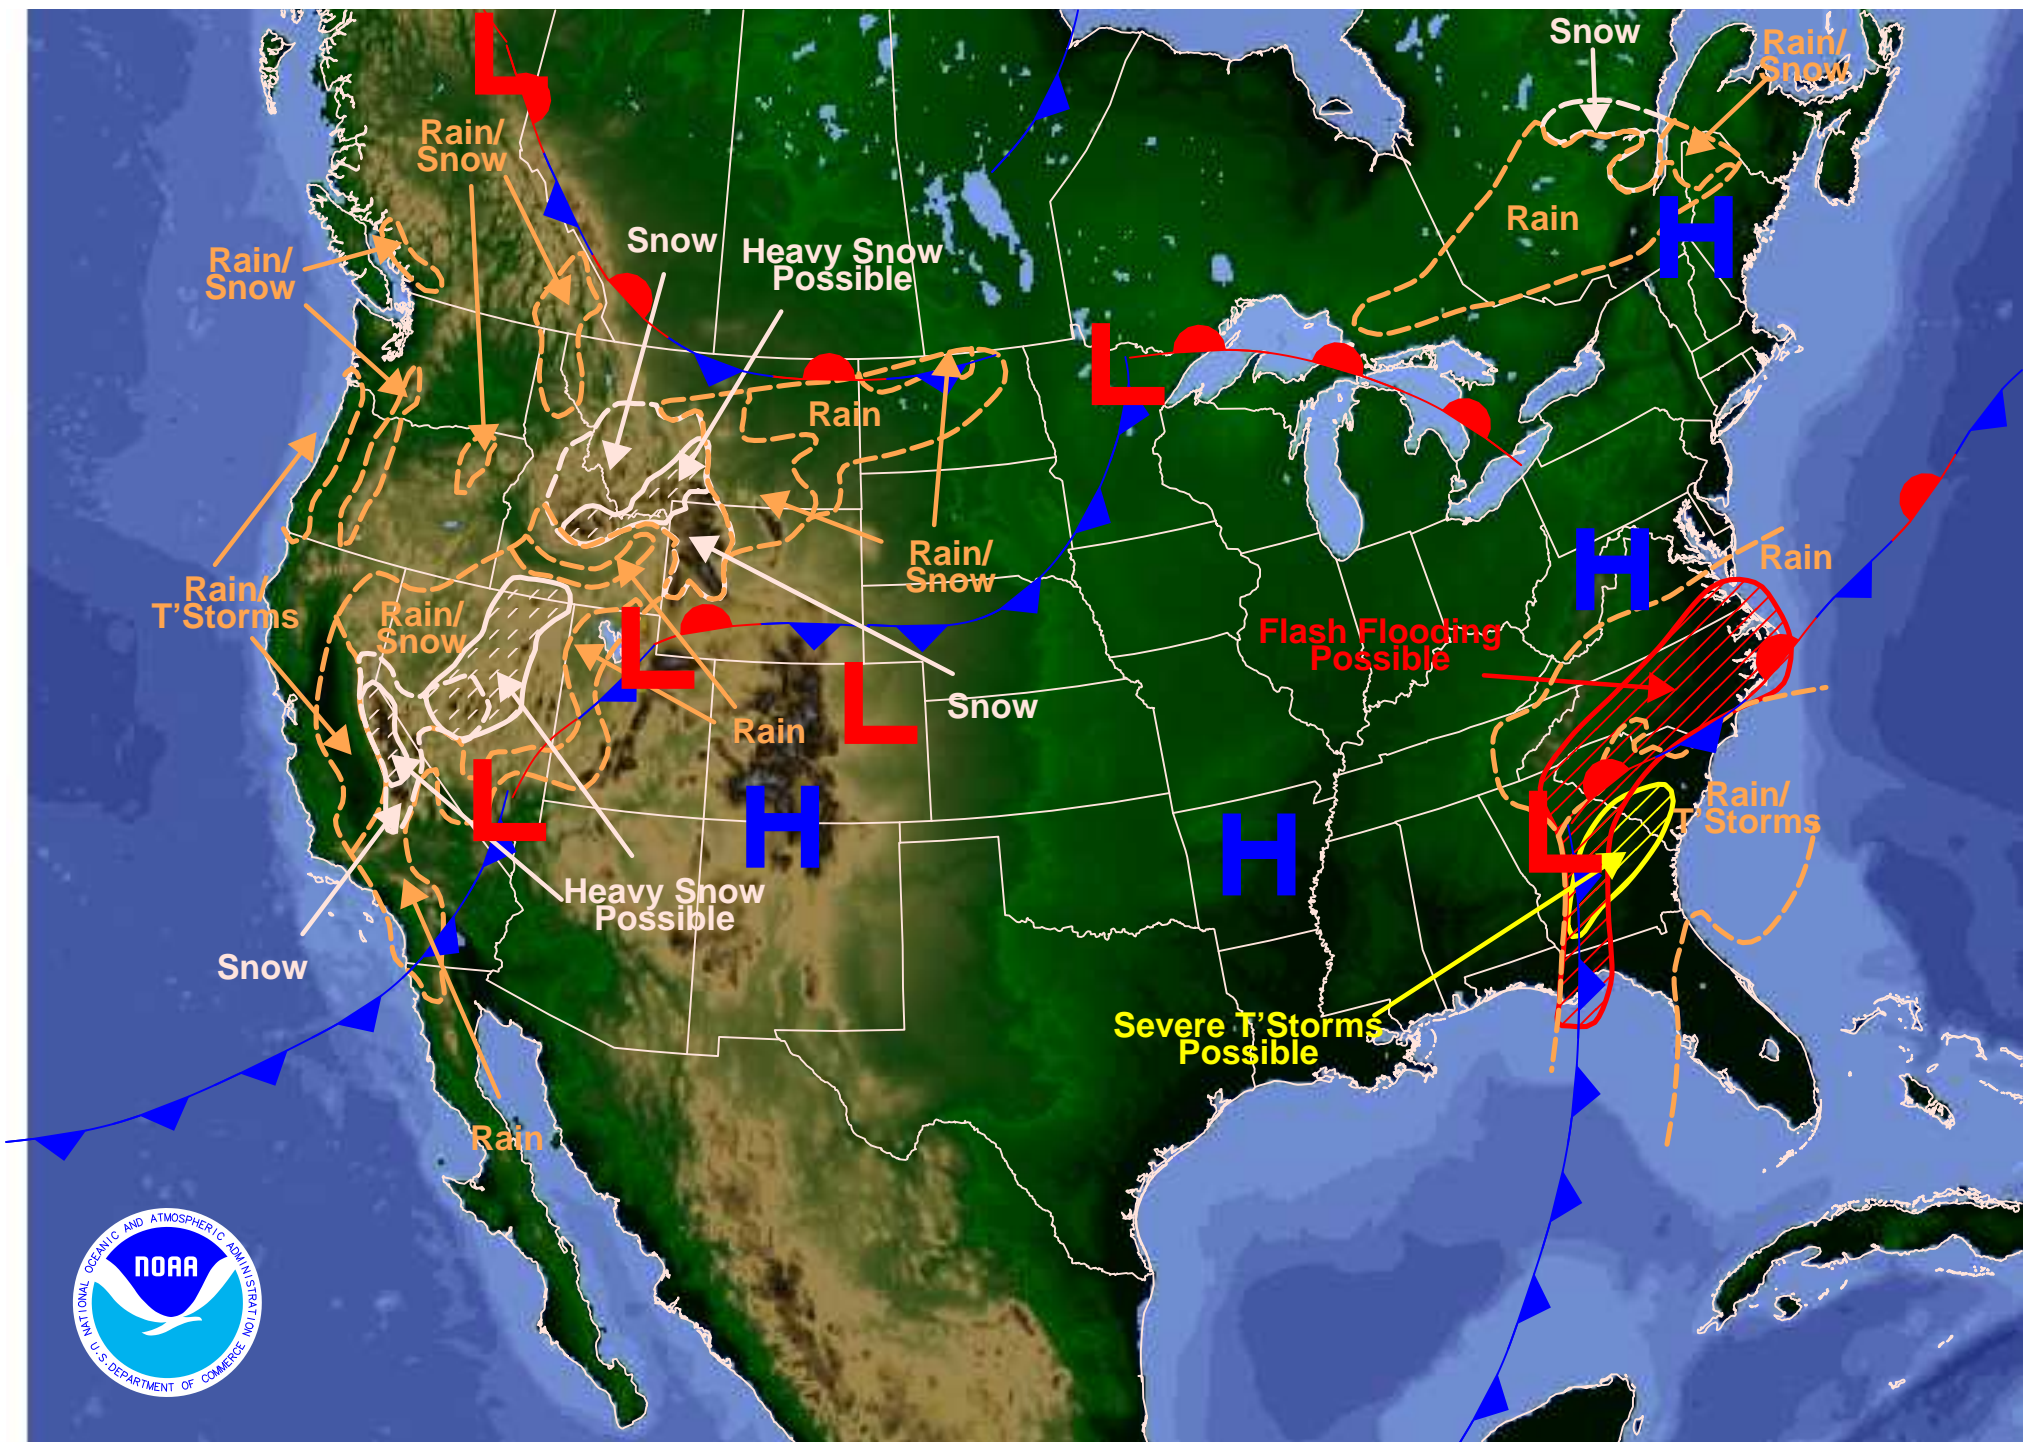 Snow
Rain/
Snow
L
Rain/
Snow
Rain
H
Snow
Heavy Snow
Possible
Rain/
Snow
L
Rain
Rain/
Snow
H
Rain
Rain/
T'Storms
Rain/
Snow
L
Flash Flooding
Possible
L
Snow
Rain
L
H
H
L
Rain/
T'Storms
Heavy Snow
Possible
Snow
Severe T'Storms
Possible
Rain
NATIONAL OCEANIC AND ATMOSPHERIC ADMINISTRATION
NOAA
U.S. DEPARTMENT OF COMMERCE